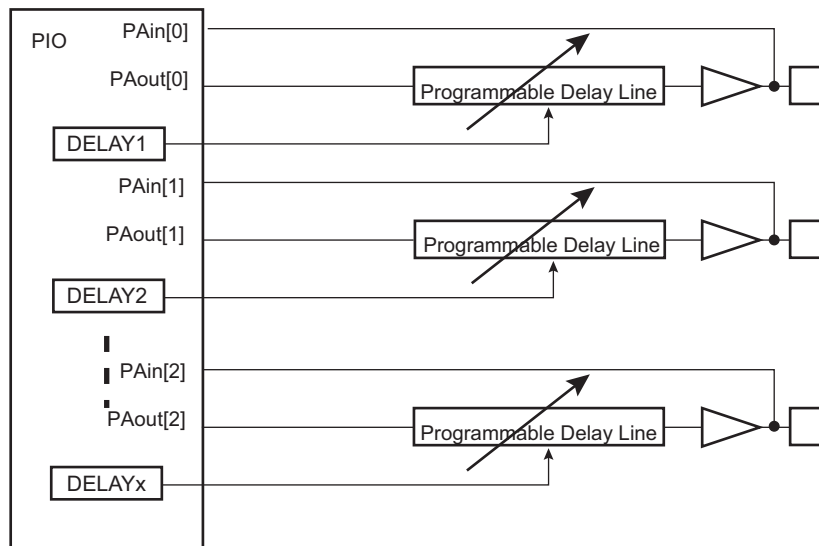 PIO
PAin[0]
PAout[0]
Programmable Delay Line
DELAY1
PAin[1]
PAout[1]
Programmable Delay Line
DELAY2
PAin[2]
PAout[2]
Programmable Delay Line
DELAYx